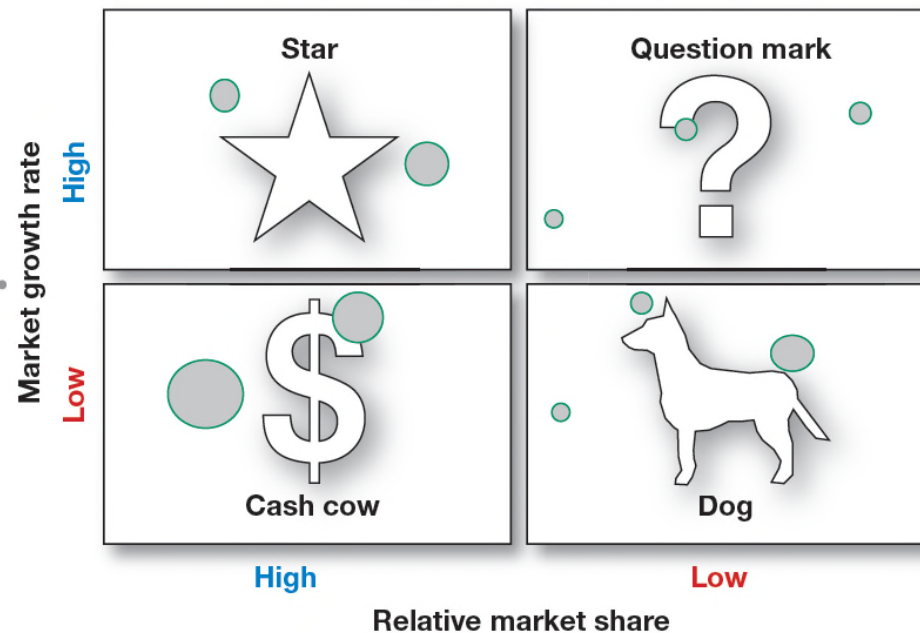 Star
Question mark
Market growth rate
High
Low
Cash cow
Dog
High
Low
Relative market share